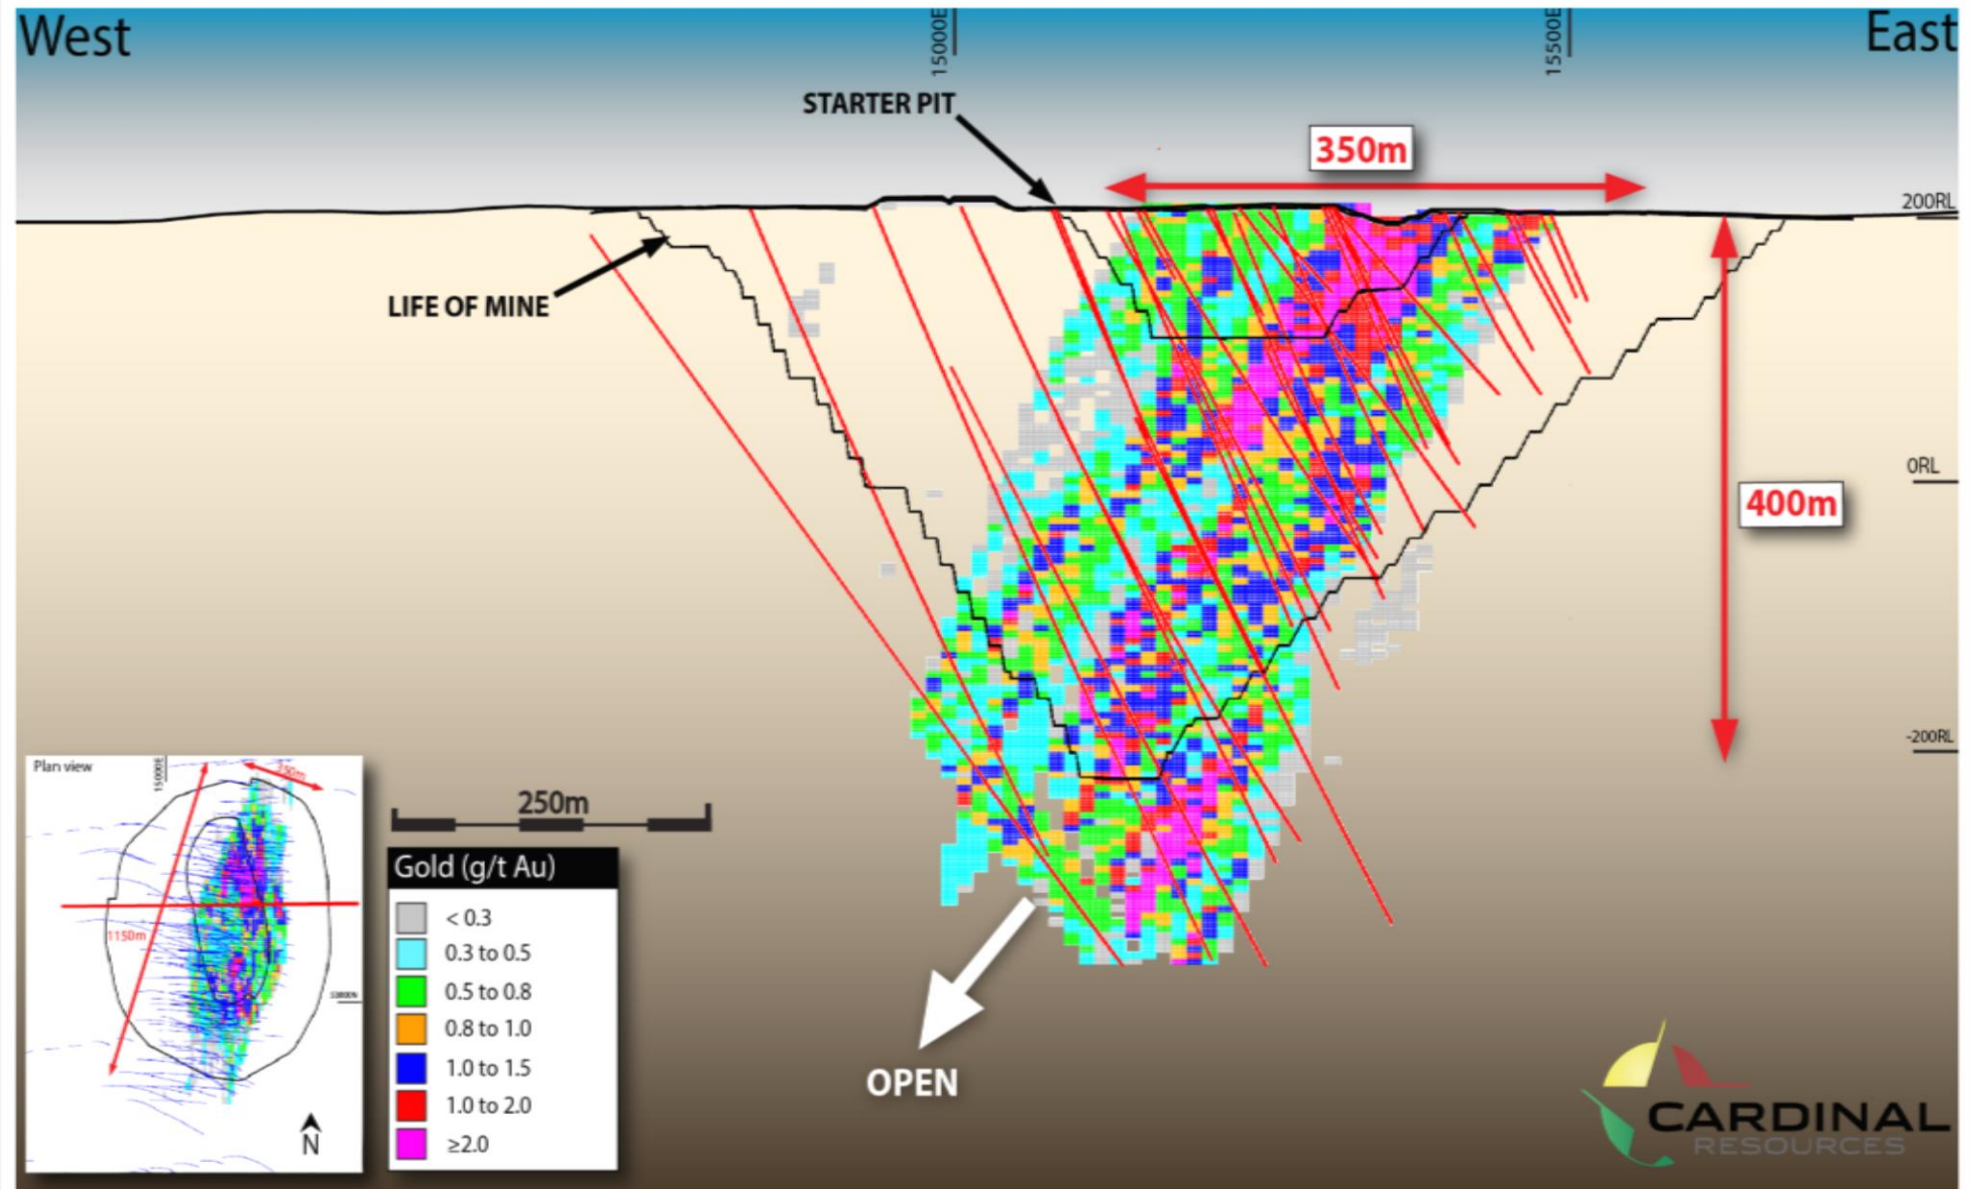 West
East
15000E
15500E
STARTER PIT
350m
200RL
LIFE OF MINE
0RL
400m
-200RL
Plan view
15000E
350m
1150m
N
250m
Gold (g/t Au)
< 0.3
0.3 to 0.5
0.5 to 0.8
0.8 to 1.0
1.0 to 1.5
1.0 to 2.0
≥2.0
OPEN
CARDINAL
RESOURCES